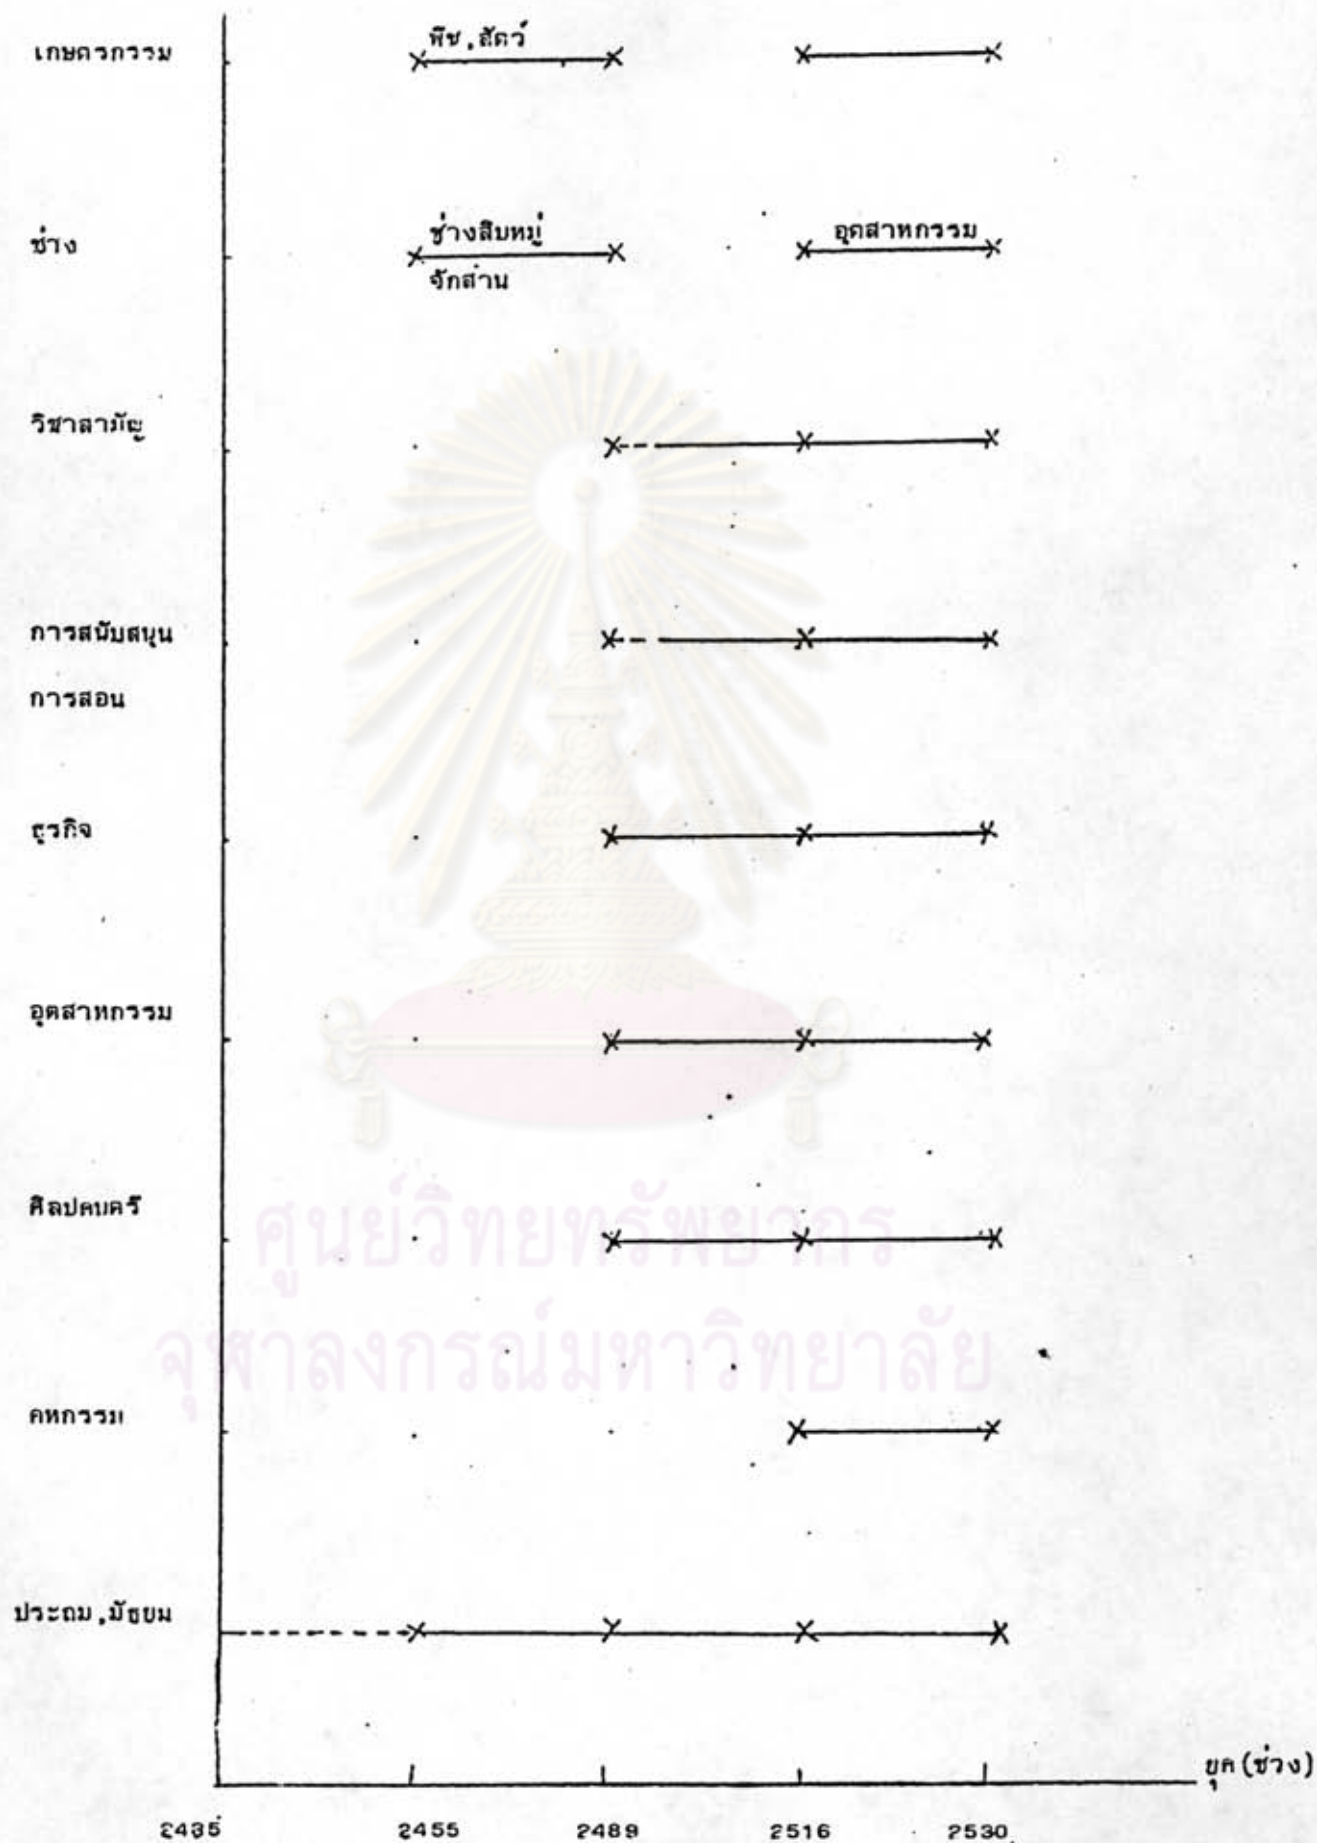 เกษตรกรรม
พืช,สัตว์
ช่าง
ช่างสิบหมู่
อุตสาหกรรม
จักสาน
วิชาสามัญ
การสนับสนุน
การสอน
ธุรกิจ
อุตสาหกรรม
ศิลปดนตรี
ศูนย์วิทยทรัพยากร
จุฬาลงกรณ์มหาวิทยาลัย
คหกรรม
ประถม,มัธยม
ยุค(ช่วง)
2435 2455 2489 2516 2530